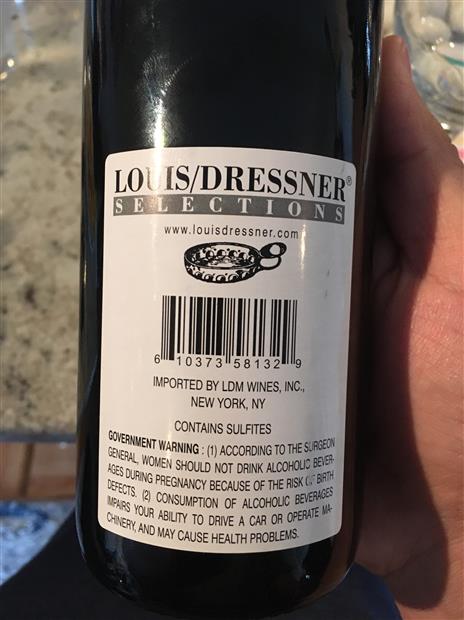 LOUIS/DRESSNER®
SELECTIONS
www.louisdressner.com
6 10373 58132 9
IMPORTED BY LDM WINES, INC.,
NEW YORK, NY
CONTAINS SULFITES
GOVERNMENT WARNING : (1) ACCORDING TO THE SURGEON
GENERAL, WOMEN SHOULD NOT DRINK ALCOHOLIC BEVER-
AGES DURING PREGNANCY BECAUSE OF THE RISK OF BIRTH
DEFECTS. (2) CONSUMPTION OF ALCOHOLIC BEVERAGES
IMPAIRS YOUR ABILITY TO DRIVE A CAR OR OPERATE MA-
CHINERY, AND MAY CAUSE HEALTH PROBLEMS.